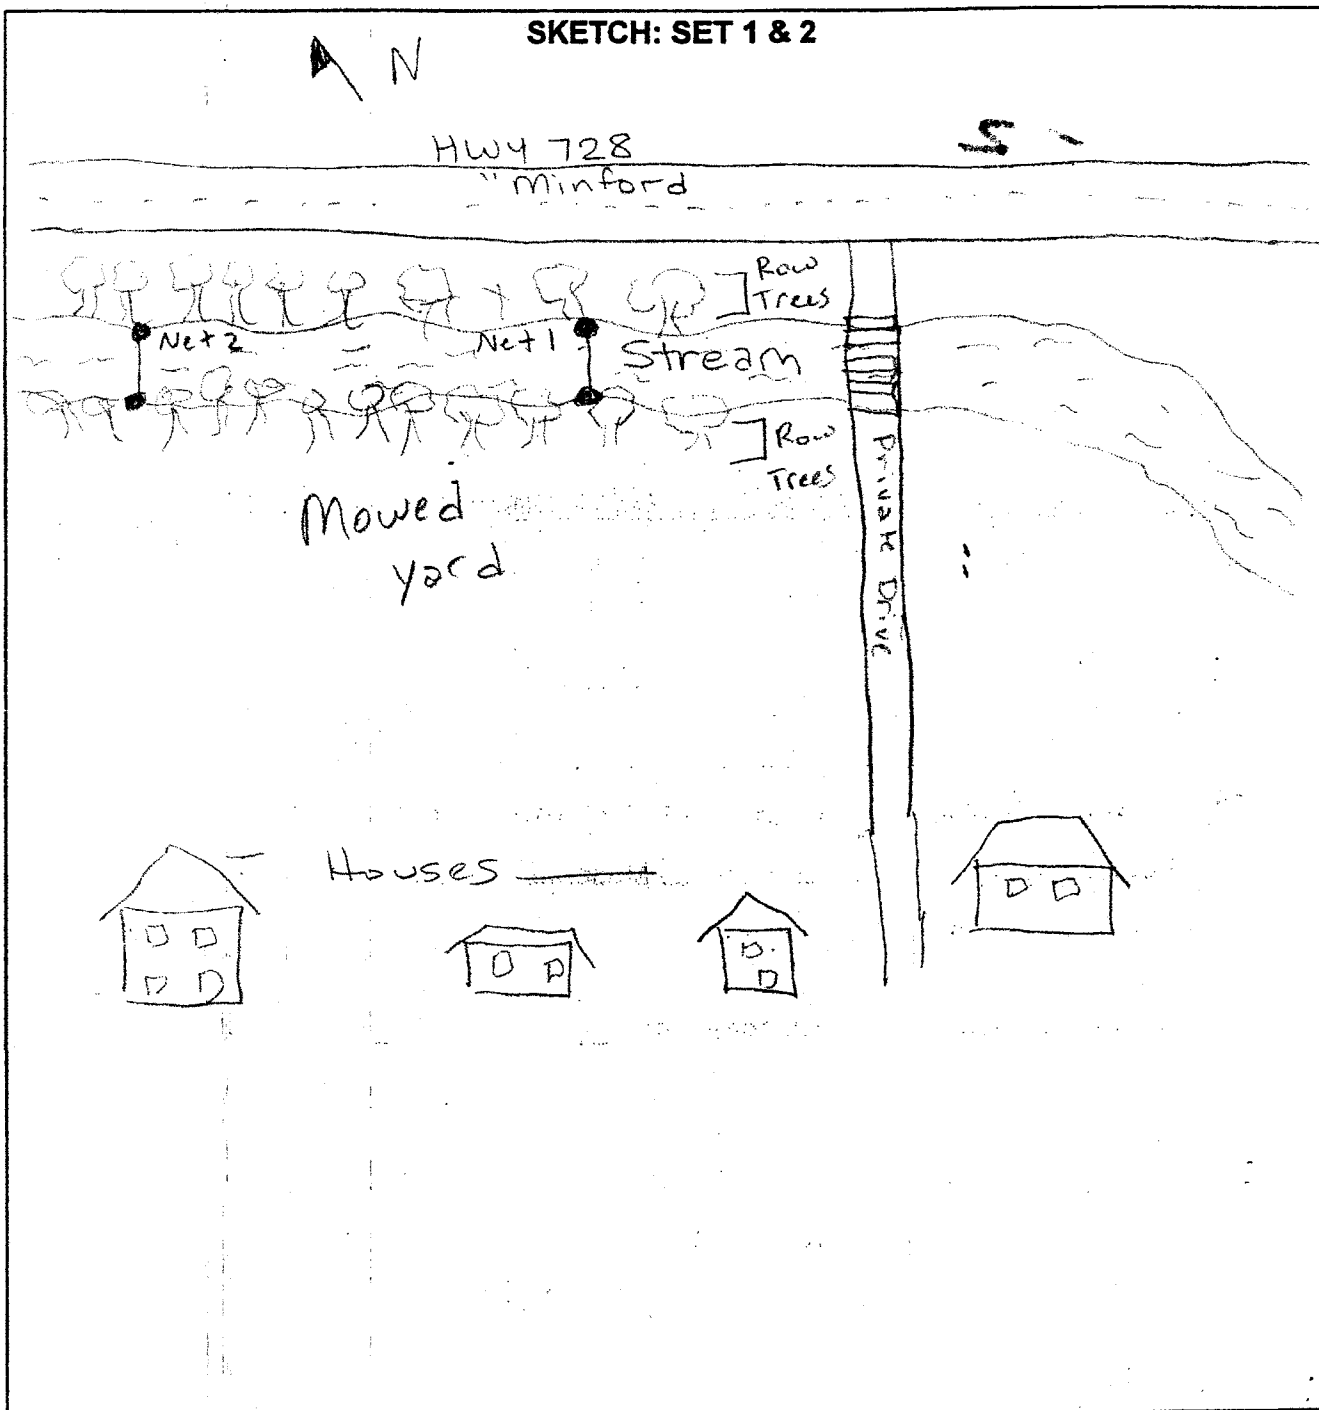 SKETCH: SET 1 & 2
N
HWY 728
"Minford
Row
Trees
Net 2
Net 1
Stream
Row
Trees
Private Drive
Mowed
yard
Houses